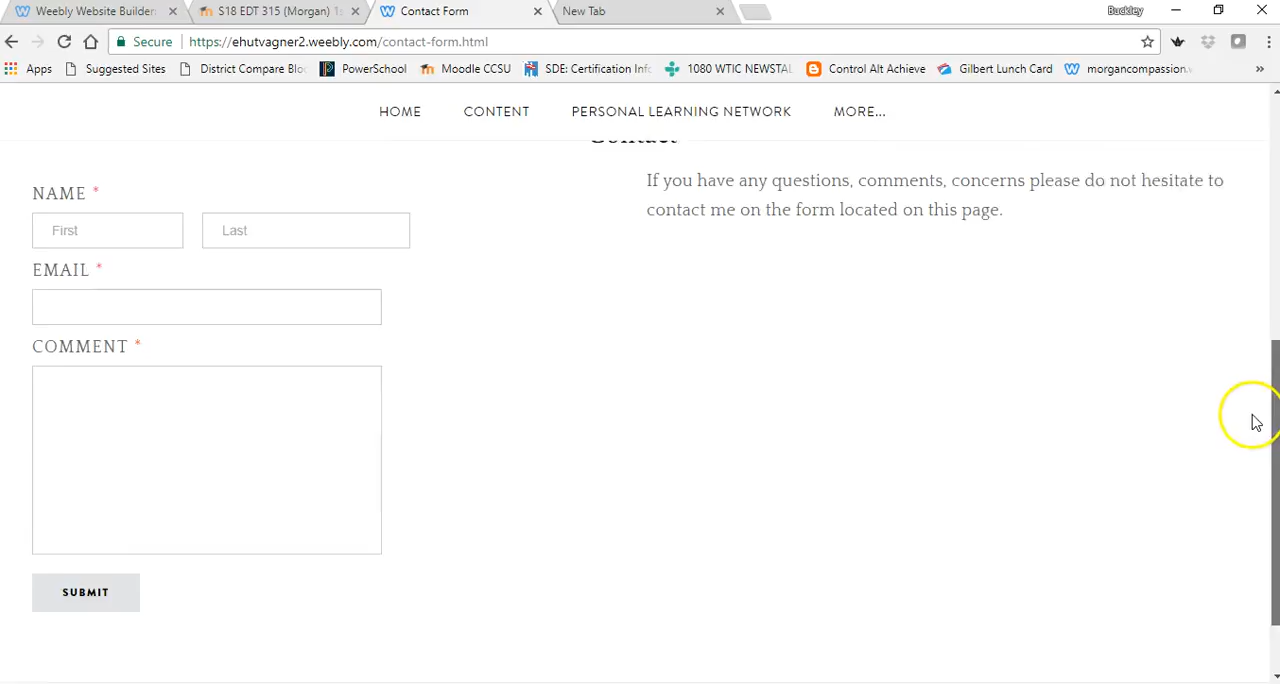 Weebly Website Builder:
S18 EDT 315 (Morgan) 1s
Contact Form
New Tab
Buckley
Secure
https://ehutvagner2.weebly.com/contact-form.html
Apps
Suggested Sites
District Compare Blo
PowerSchool
Moodle CCSU
SDE: Certification Info
1080 WTIC NEWSTAL
Control Alt Achieve
Gilbert Lunch Card
morgancompassion.w
»
HOME
CONTENT
PERSONAL LEARNING NETWORK
MORE...
Contact
NAME *
First
Last
EMAIL *
COMMENT *
SUBMIT
If you have any questions, comments, concerns please do not hesitate to
contact me on the form located on this page.